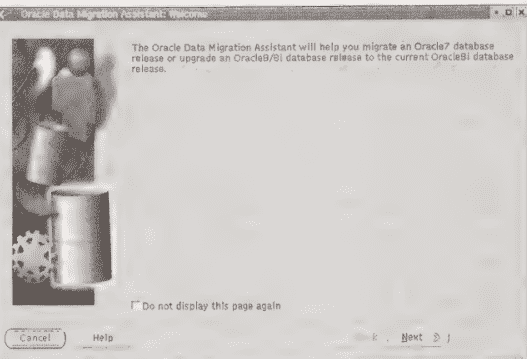 Oracle Data Migration Assistant: Welcome
The Oracle Data Migration Assistant will help you migrate an Oracle7 database
release or upgrade an Oracle8/8i database release to the current Oracle8i database
release.
Do not display this page again
Cancel
Help
Next